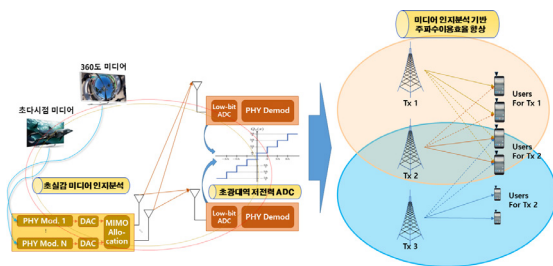 360도 미디어
초다시점 미디어
초실감 미디어 인지분석
PHY Mod. 1
DAC
PHY Mod. N
DAC
MIMO
Allo-
cation
Low-bit
ADC
PHY Demod
초광대역 저전력 ADC
Low-bit
ADC
PHY Demod
미디어 인지분석 기반
주파수이용효율 향상
Tx 1
Users
For Tx 1
Tx 2
Users
For Tx 2
Tx 3
Users
For Tx 2